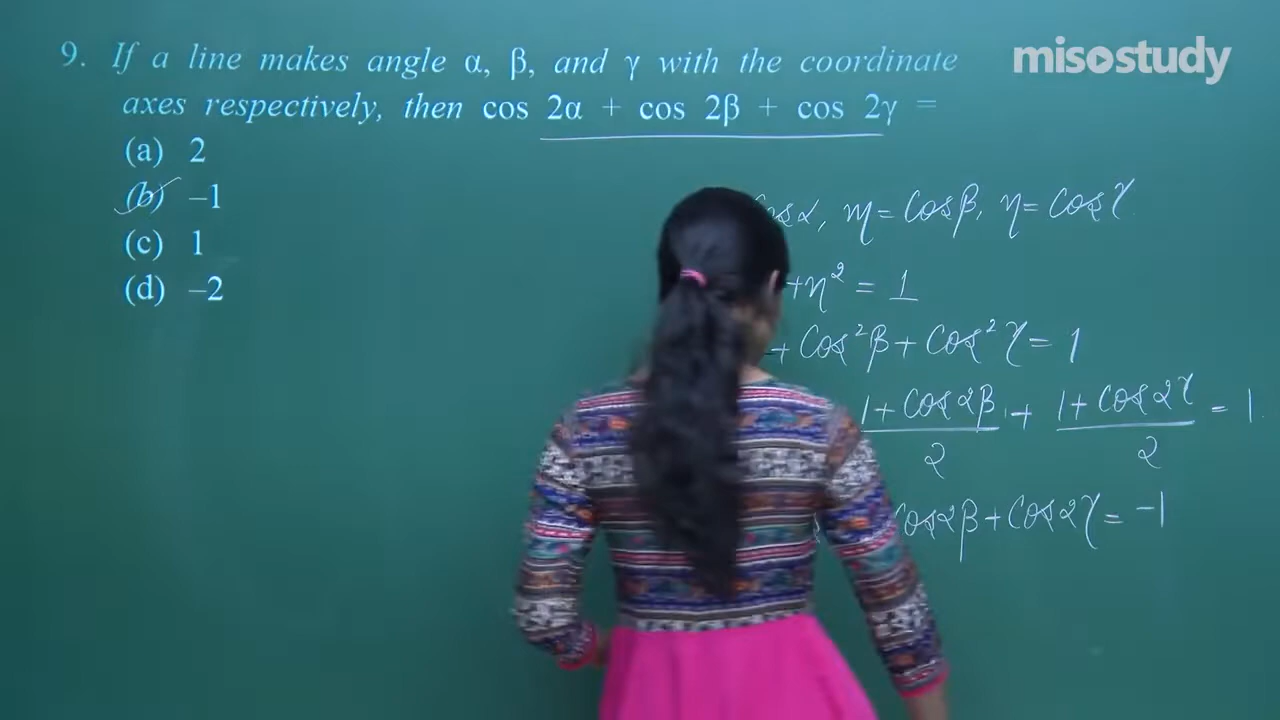 9. If a line makes angle α, β, and γ with the coordinate
axes respectively, then cos 2α + cos 2β + cos 2γ =
(a) 2
(b) –1
(c) 1
(d) –2
misostudy
cosα, m = Cosβ, n = Cosγ
+n² = 1
+ Cos²β + Cos²γ = 1
1 + Cos2β / 2 + 1 + Cos2γ / 2 = 1
Cos2β + Cos2γ = -1